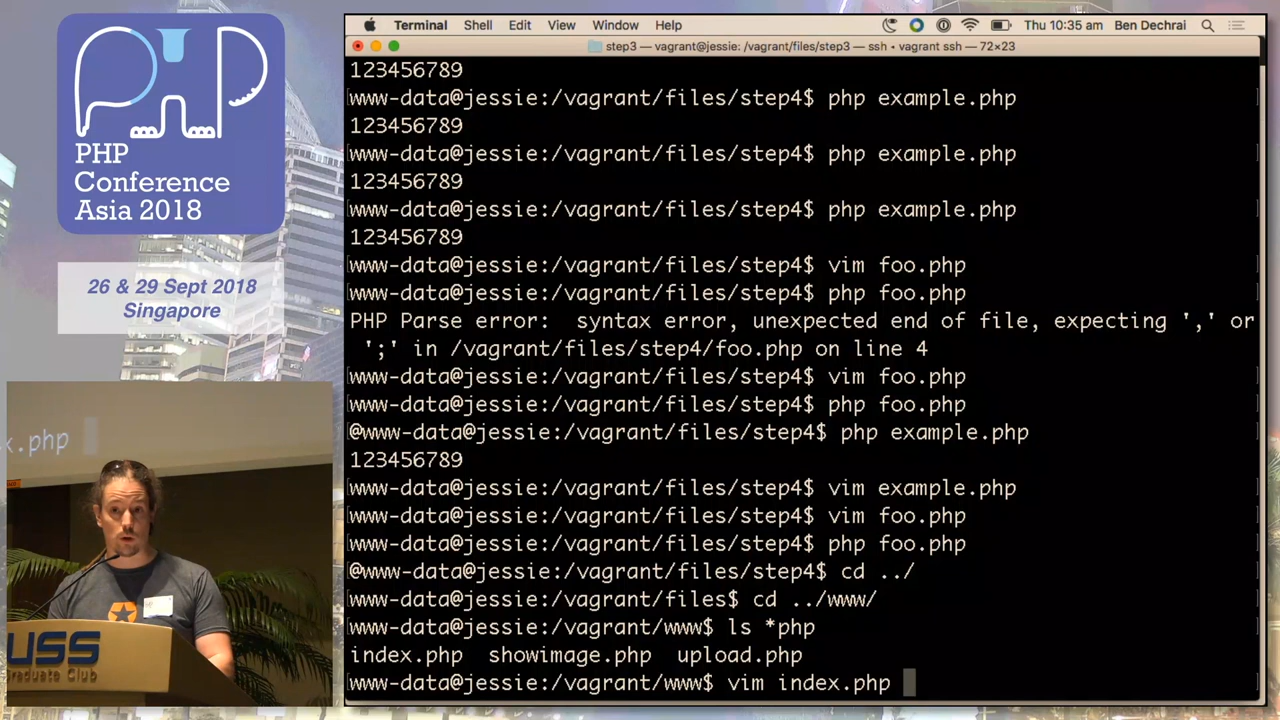 PHP
Conference
Asia 2018
26 & 29 Sept 2018
Singapore
x.php
USS
Graduate Club
Terminal Shell Edit View Window Help Thu 10:35 am Ben Dechrai
step3 — vagrant@jessie: /vagrant/files/step3 — ssh • vagrant ssh — 72×23
123456789
www-data@jessie:/vagrant/files/step4$ php example.php
123456789
www-data@jessie:/vagrant/files/step4$ php example.php
123456789
www-data@jessie:/vagrant/files/step4$ php example.php
123456789
www-data@jessie:/vagrant/files/step4$ vim foo.php
www-data@jessie:/vagrant/files/step4$ php foo.php
PHP Parse error:  syntax error, unexpected end of file, expecting ',' or
';' in /vagrant/files/step4/foo.php on line 4
www-data@jessie:/vagrant/files/step4$ vim foo.php
www-data@jessie:/vagrant/files/step4$ php foo.php
@www-data@jessie:/vagrant/files/step4$ php example.php
123456789
www-data@jessie:/vagrant/files/step4$ vim example.php
www-data@jessie:/vagrant/files/step4$ vim foo.php
www-data@jessie:/vagrant/files/step4$ php foo.php
@www-data@jessie:/vagrant/files/step4$ cd ../
www-data@jessie:/vagrant/files$ cd ../www/
www-data@jessie:/vagrant/www$ ls *php
index.php  showimage.php  upload.php
www-data@jessie:/vagrant/www$ vim index.php